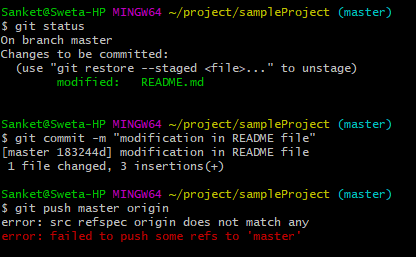 Sanket@Sweta-HP MINGW64 ~/project/sampleProject (master)
$ git status
On branch master
Changes to be committed:
  (use "git restore --staged <file>..." to unstage)
        modified:   README.md
Sanket@Sweta-HP MINGW64 ~/project/sampleProject (master)
$ git commit -m "modification in README file"
[master 183244d] modification in README file
 1 file changed, 3 insertions(+)
Sanket@Sweta-HP MINGW64 ~/project/sampleProject (master)
$ git push master origin
error: src refspec origin does not match any
error: failed to push some refs to 'master'